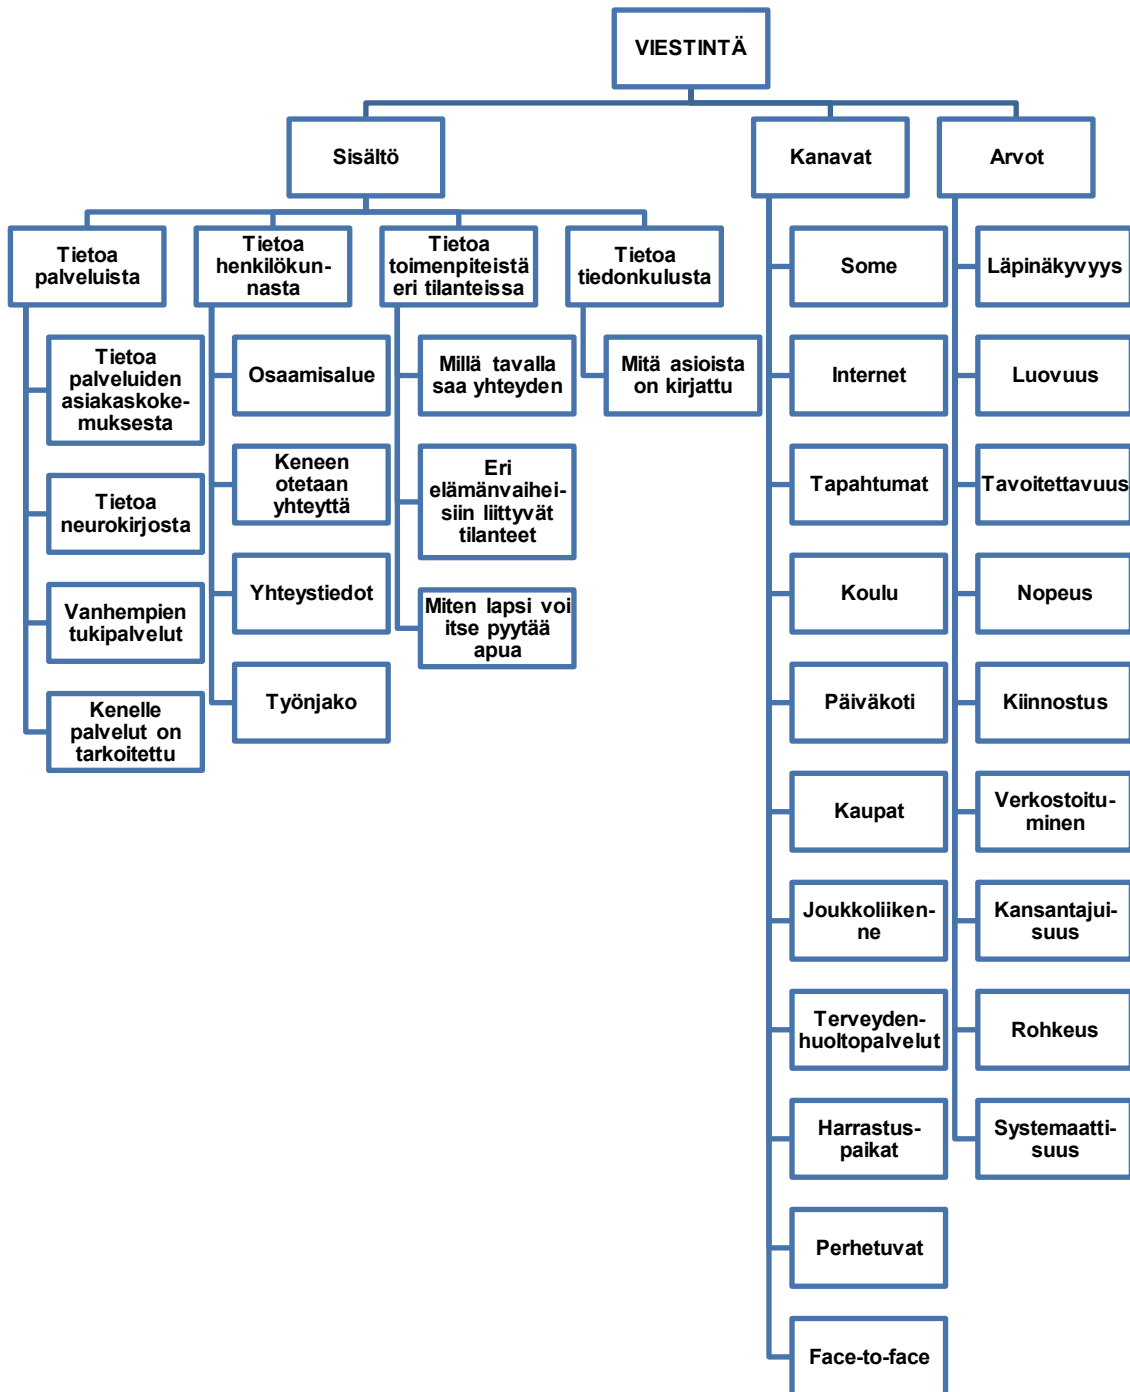 VIESTINTÄ
Sisältö
Kanavat
Arvot
Tietoa
palveluista
Tietoa
henkilökun-
nasta
Tietoa
toimenpiteistä
eri tilanteissa
Tietoa
tiedonkulusta
Tietoa
palveluiden
asiakaskoke-
muksesta
Tietoa
neurokirjosta
Vanhempien
tukipalvelut
Kenelle
palvelut on
tarkoitettu
Osaamisalue
Keneen
otetaan
yhteyttä
Yhteystiedot
Työnjako
Millä tavalla
saa yhteyden
Eri
elämänvaihei-
siin liittyvät
tilanteet
Miten lapsi voi
itse pyytää
apua
Mitä asioista
on kirjattu
Some
Internet
Tapahtumat
Koulu
Päiväkoti
Kaupat
Joukkoliiken-
ne
Terveyden-
huoltopalvelut
Harrastus-
paikat
Perhetuvat
Face-to-face
Läpinäkyvyys
Luovuus
Tavoitettavuus
Nopeus
Kiinnostus
Verkostoitu-
minen
Kansantajui-
suus
Rohkeus
Systemaatti-
suus